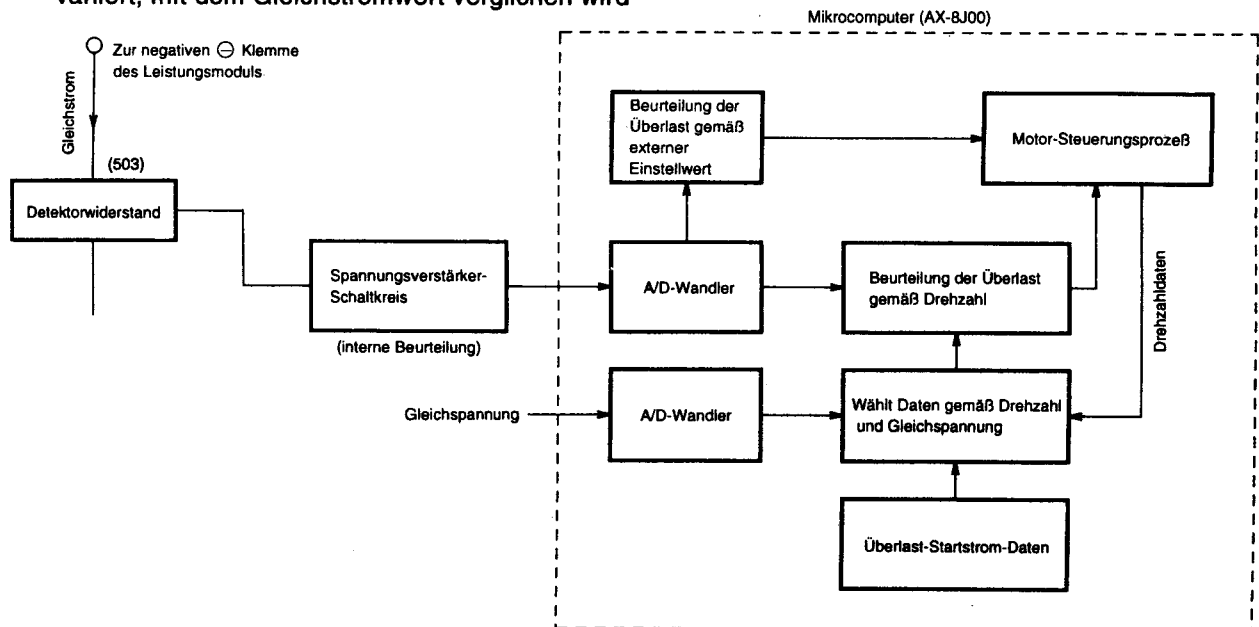 variiert, mit dem Gleichstromwert verglichen wird
Mikrocomputer (AX-8J00)
Zur negativen ⊖ Klemme
des Leistungsmoduls
Gleichstrom
(503)
Detektorwiderstand
Spannungsverstärker-
Schaltkreis
(interne Beurteilung)
Beurteilung der
Überlast gemäß
externer
Einstellwert
Motor-Steuerungsprozeß
A/D-Wandler
Beurteilung der Überlast
gemäß Drehzahl
Drehzahldaten
Gleichspannung
A/D-Wandler
Wählt Daten gemäß Drehzahl
und Gleichspannung
Überlast-Startstrom-Daten